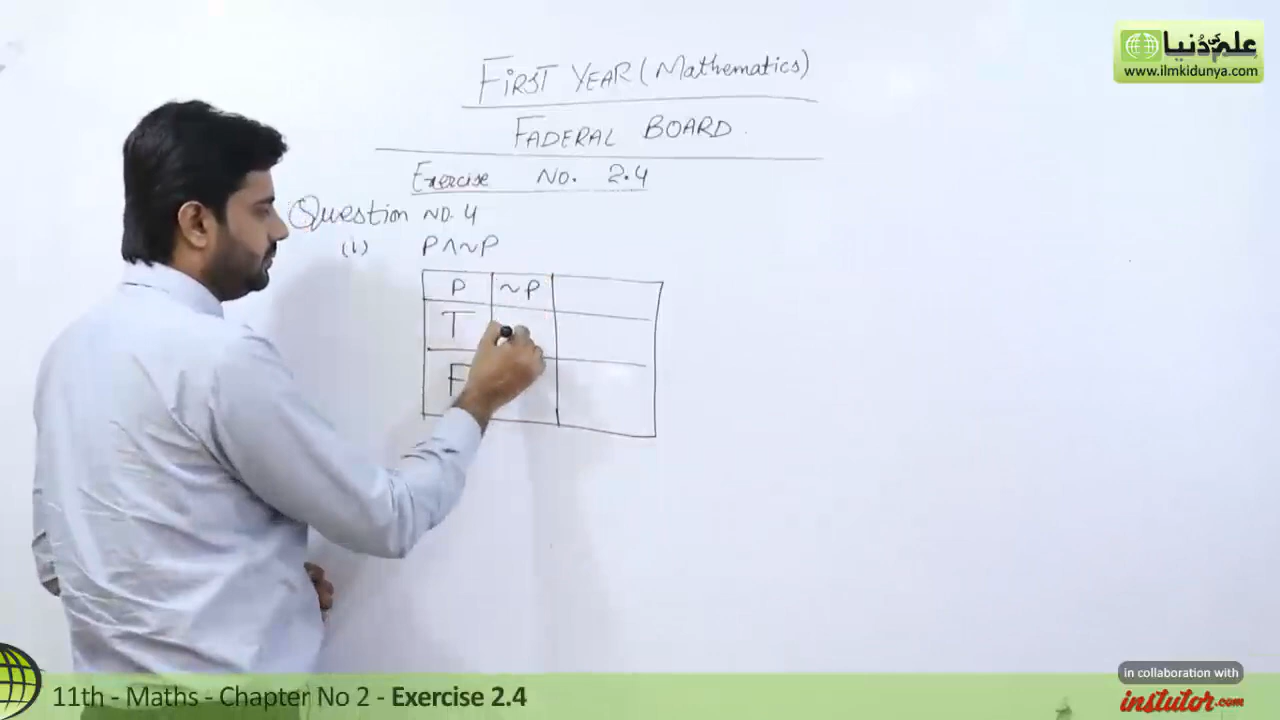 علم کی دُنیا
www.ilmkidunya.com
FIRST YEAR (Mathematics)
FADERAL BOARD.
Exercise No. 2.4
Question NO. 4
(i) P∧~P
P ~P
T
F
in collaboration with
instutor.com
11th - Maths - Chapter No 2 - Exercise 2.4